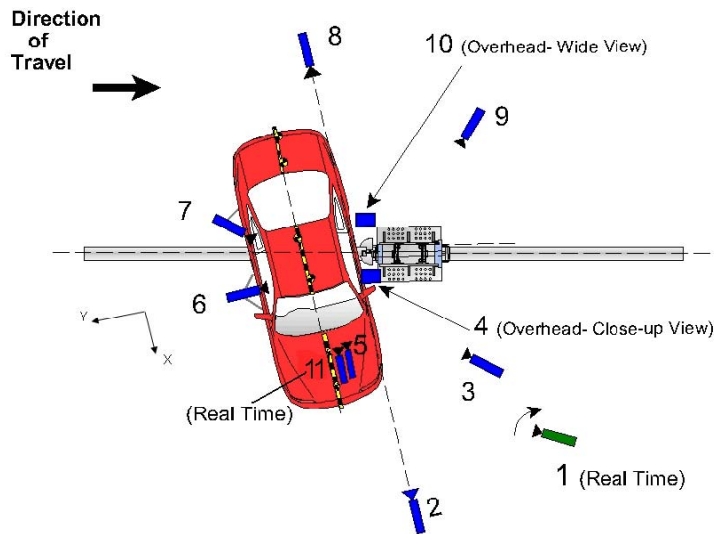 Direction
of
Travel
8
10 (Overhead- Wide View)
9
7
6
Y
X
4 (Overhead- Close-up View)
5
11
3
(Real Time)
1 (Real Time)
2